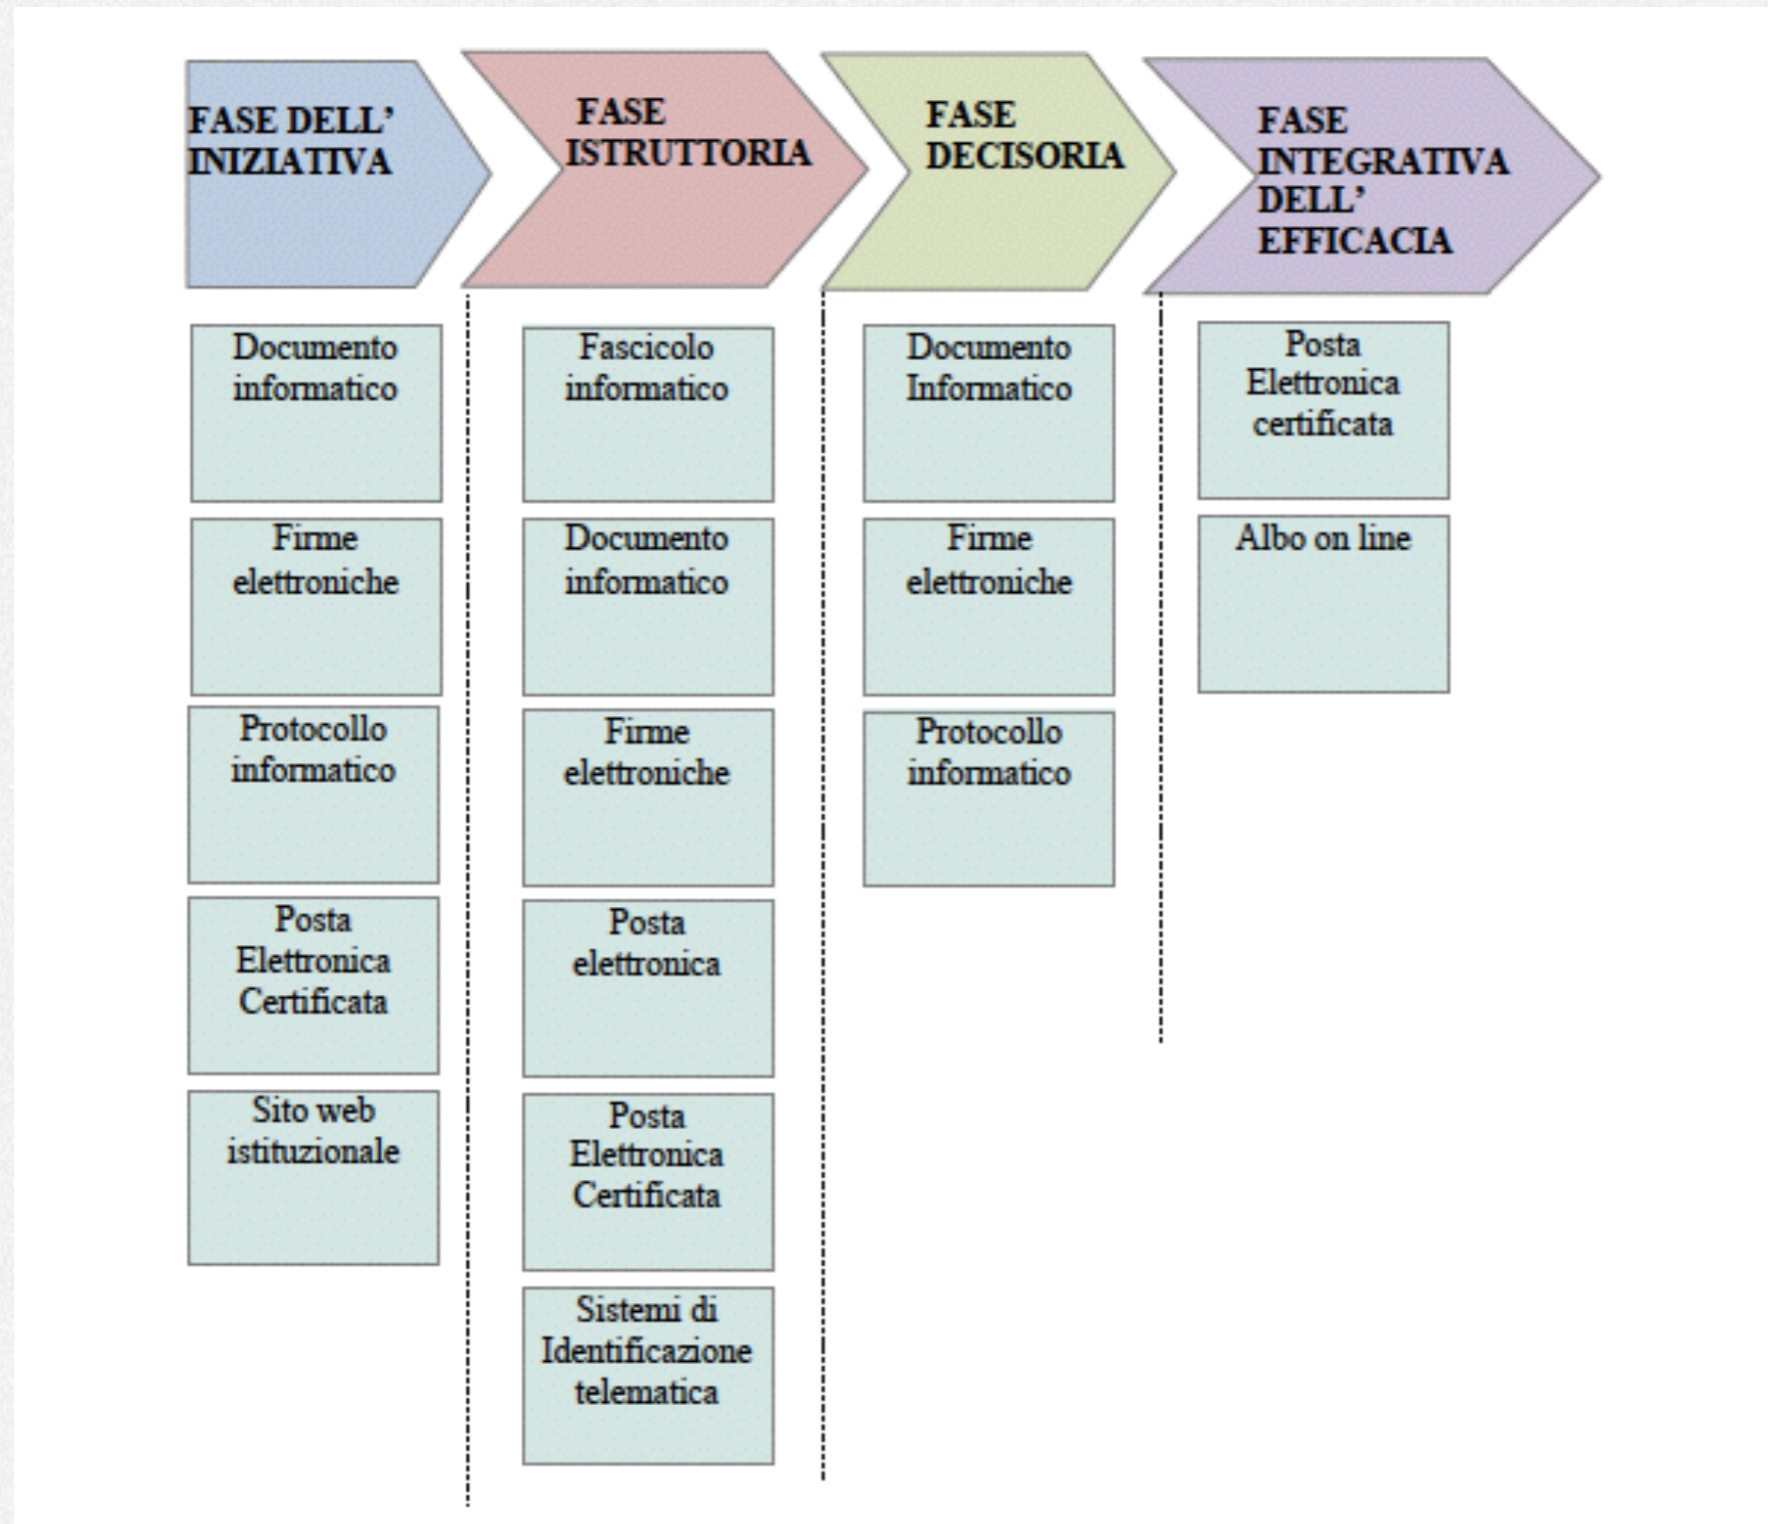 FASE DELL’
INIZIATIVA
FASE
ISTRUTTORIA
FASE
DECISORIA
FASE
INTEGRATIVA
DELL’
EFFICACIA
Documento
informatico
Firme
elettroniche
Protocollo
informatico
Posta
Elettronica
Certificata
Sito web
istituzionale
Fascicolo
informatico
Documento
informatico
Firme
elettroniche
Posta
elettronica
Posta
Elettronica
Certificata
Sistemi di
Identificazione
telematica
Documento
Informatico
Firme
elettroniche
Protocollo
informatico
Posta
Elettronica
certificata
Albo on line